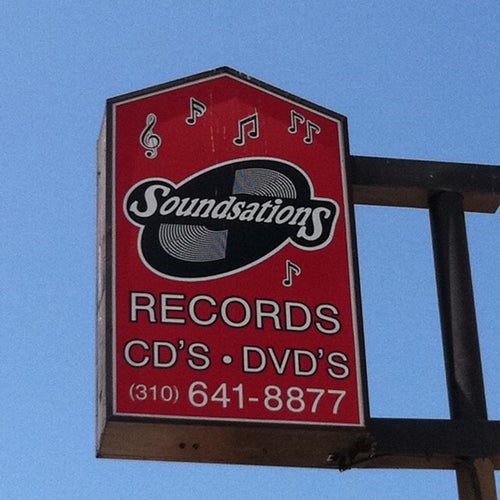 SoundsationS
RECORDS
CD'S • DVD'S
(310) 641-8877